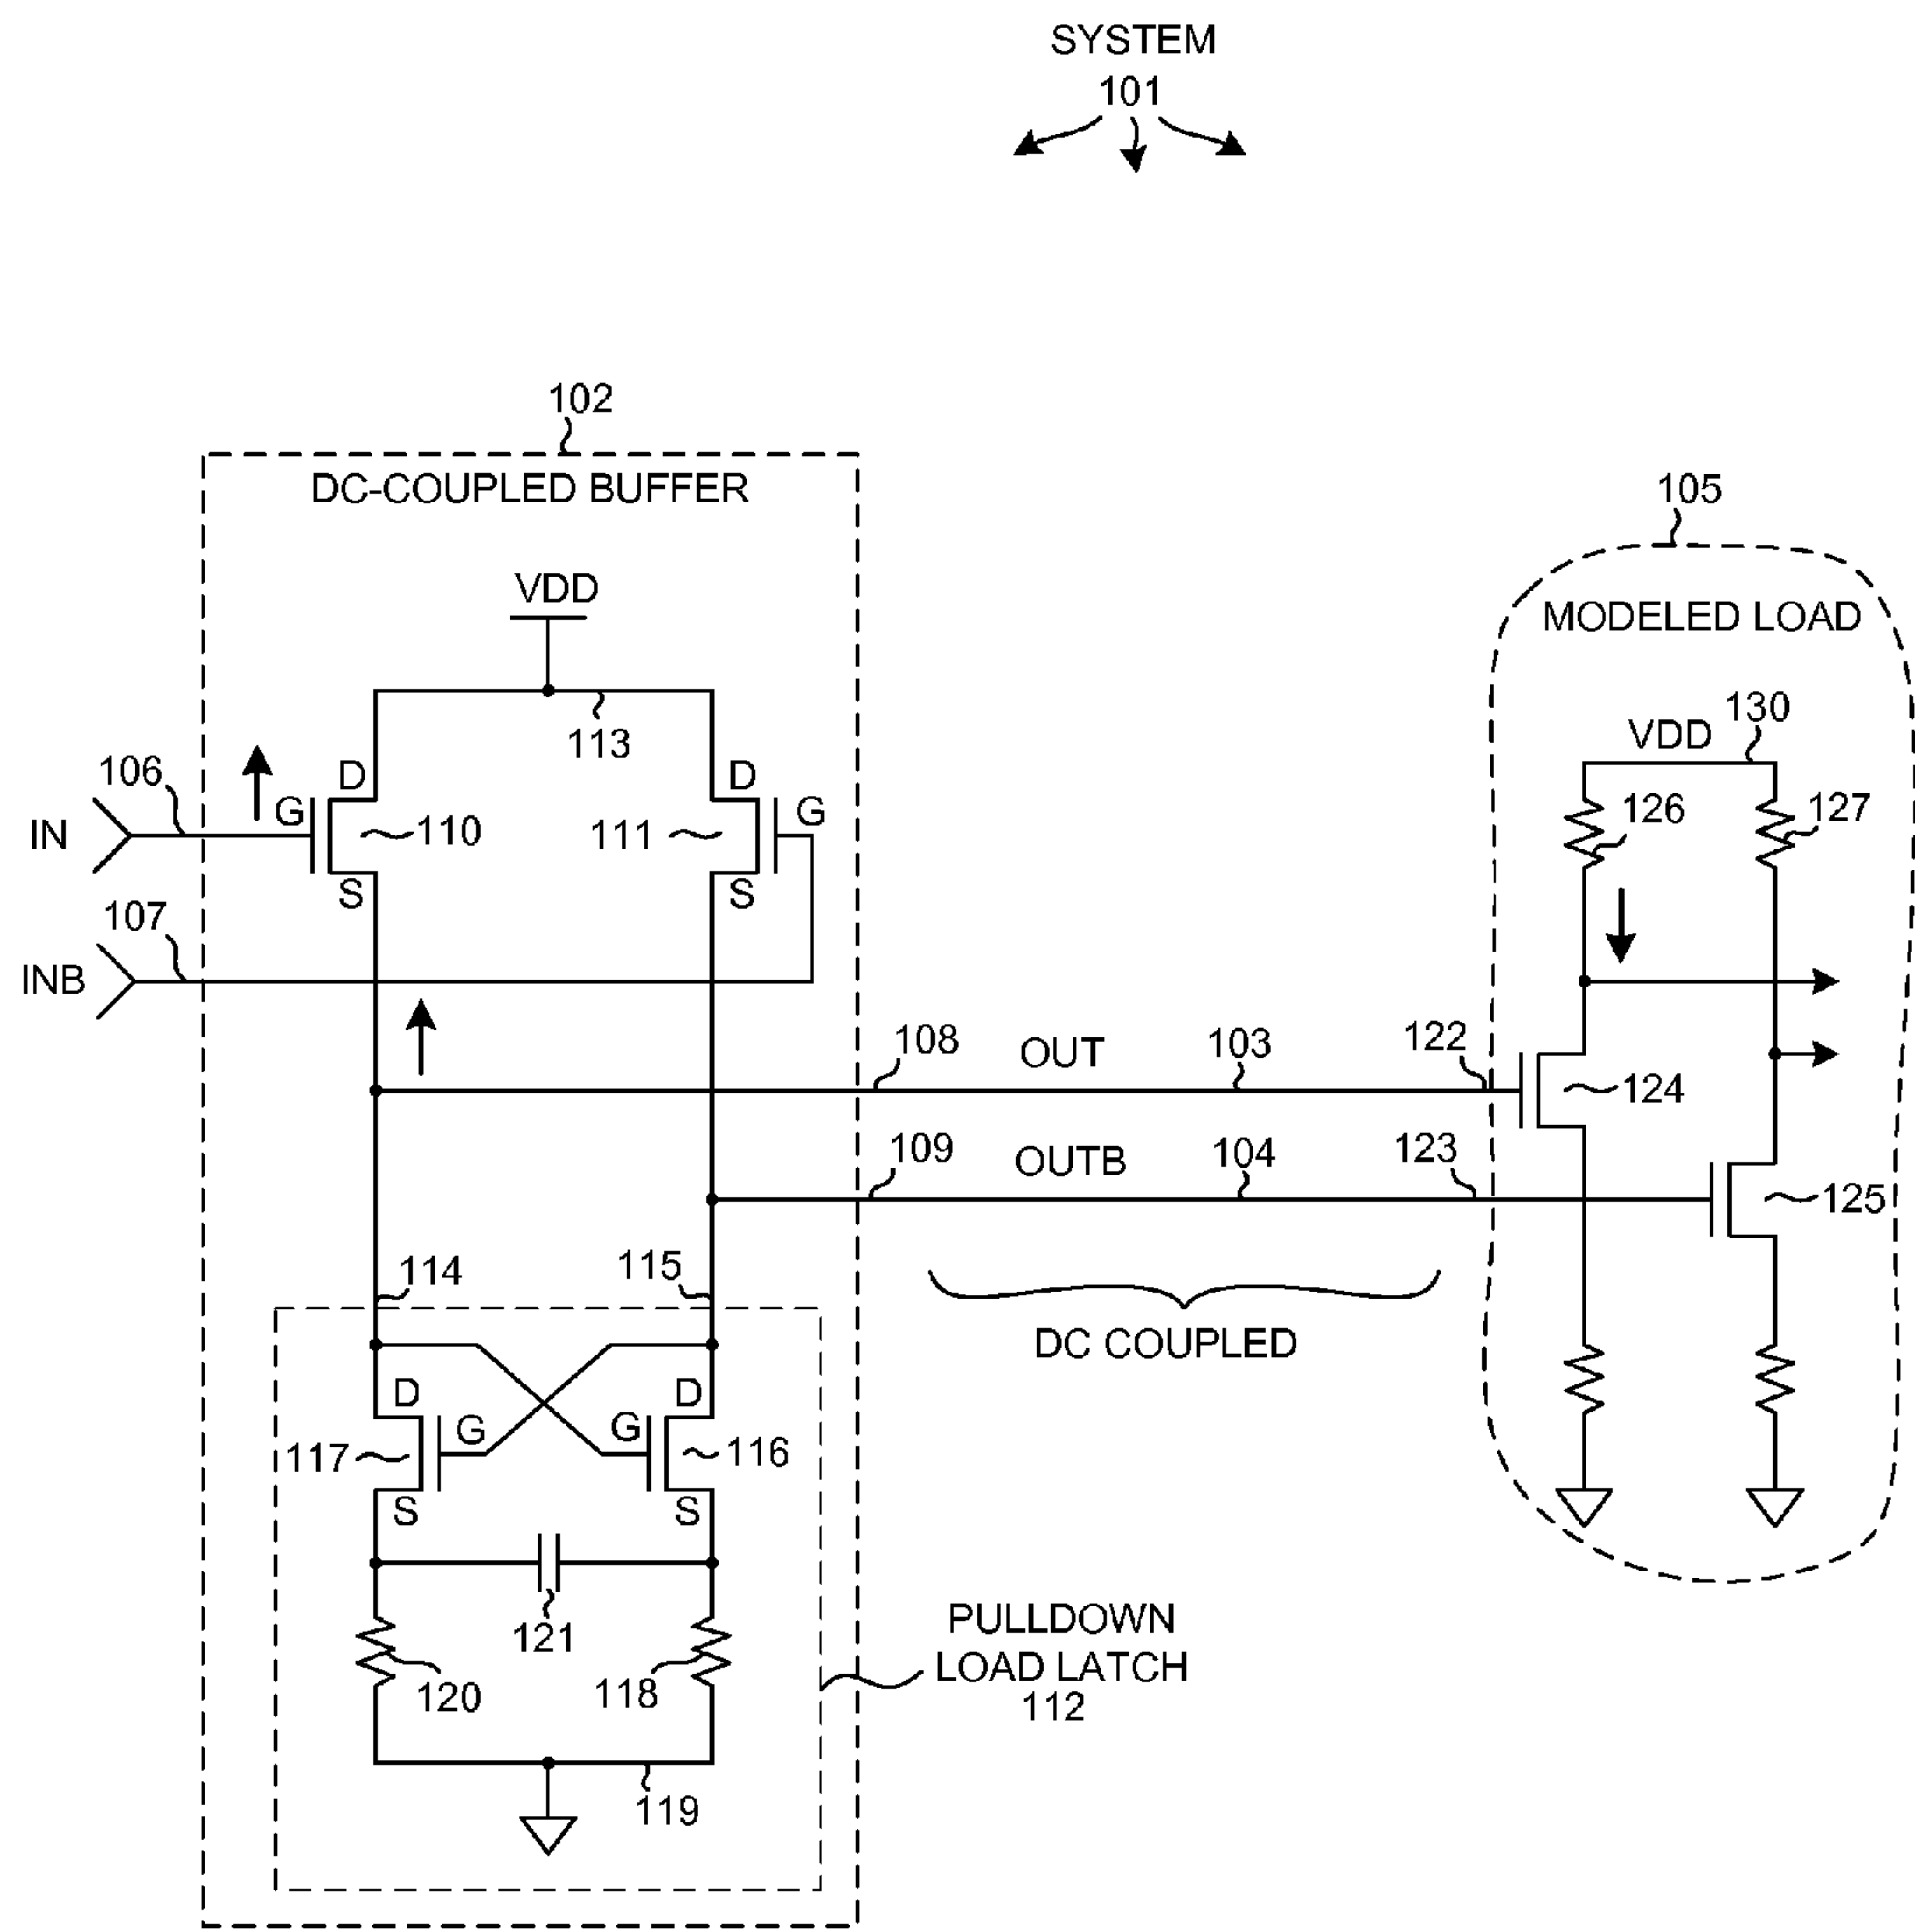 SYSTEM
101
102
DC-COUPLED BUFFER
105
MODELED LOAD
VDD
113
130
VDD
106
D
D
G
G
110
111
126
127
IN
S
S
107
INB
108
OUT
103
122
124
109
OUTB
104
123
125
114
115
DC COUPLED
D
D
G
G
117
116
S
S
121
120
118
PULLDOWN
LOAD LATCH
112
119